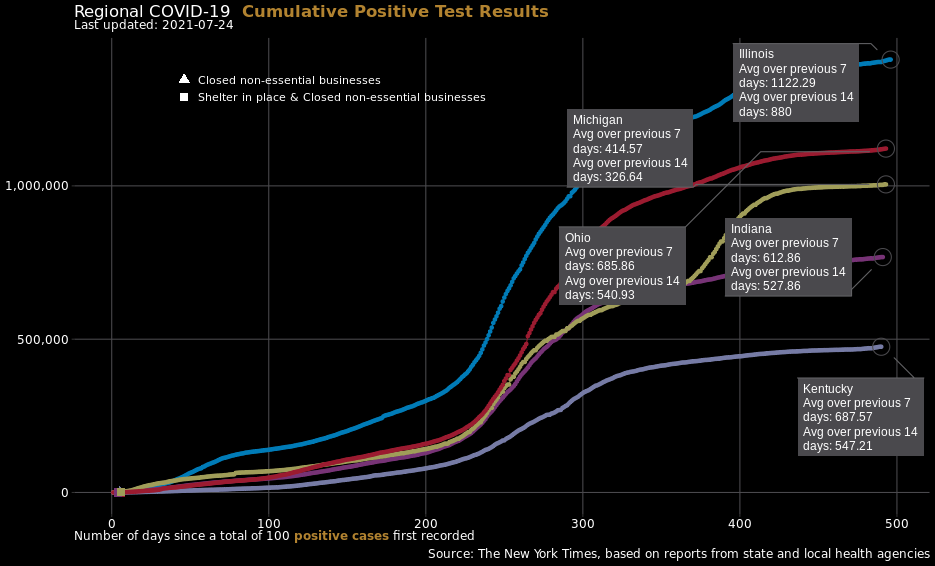 Regional COVID-19 Cumulative Positive Test Results
Last updated: 2021-07-24
Closed non-essential businesses
Shelter in place & Closed non-essential businesses
Illinois
Avg over previous 7
days: 1122.29
Avg over previous 14
days: 880
Michigan
Avg over previous 7
days: 414.57
Avg over previous 14
days: 326.64
Ohio
Avg over previous 7
days: 685.86
Avg over previous 14
days: 540.93
Indiana
Avg over previous 7
days: 612.86
Avg over previous 14
days: 527.86
Kentucky
Avg over previous 7
days: 687.57
Avg over previous 14
days: 547.21
1,000,000
500,000
0
0 100 200 300 400 500
Number of days since a total of 100 positive cases first recorded
Source: The New York Times, based on reports from state and local health agencies